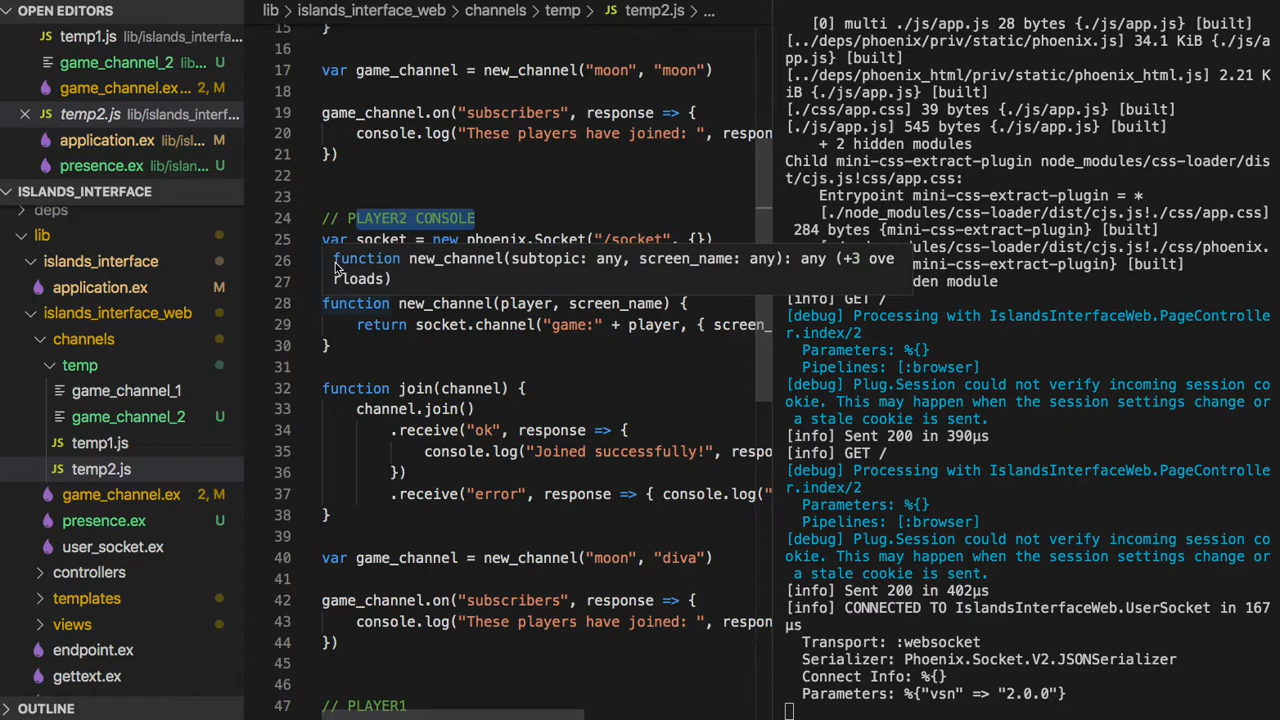 OPEN EDITORS
temp1.js lib/islands_interfa...
game_channel_2 lib...
U
game_channel.ex... 2, M
temp2.js lib/islands_interf...
application.ex lib/i...
M
presence.ex lib/islan...
U
ISLANDS_INTERFACE
deps
lib
islands_interface
application.ex
M
islands_interface_web
channels
temp
game_channel_1
game_channel_2
U
temp1.js
temp2.js
game_channel.ex
2, M
presence.ex
U
user_socket.ex
controllers
templates
views
endpoint.ex
gettext.ex
OUTLINE
lib > islands_interface_web > channels > temp > JS temp2.js > ...
15 }
16
17 var game_channel = new_channel("moon", "moon")
18
19 game_channel.on("subscribers", response => {
20 console.log("These players have joined: ", respon
21 })
22
23
24 // PLAYER2 CONSOLE
25 var socket = new phoenix.Socket("/socket", {})
26 function new_channel(subtopic: any, screen_name: any): any (+3 ove
27 rloads)
28 function new_channel(player, screen_name) {
29 return socket.channel("game:" + player, { screen_
30 }
31
32 function join(channel) {
33 channel.join()
34 .receive("ok", response => {
35 console.log("Joined successfully!", respo
36 })
37 .receive("error", response => { console.log("
38 }
39
40 var game_channel = new_channel("moon", "diva")
41
42 game_channel.on("subscribers", response => {
43 console.log("These players have joined: ", respon
44 })
45
46
47 // PLAYER1
[0] multi ./js/app.js 28 bytes {./js/app.js} [built]
[../deps/phoenix/priv/static/phoenix.js] 34.1 KiB {./js/a
pp.js} [built]
[../deps/phoenix_html/priv/static/phoenix_html.js] 2.21 K
iB {./js/app.js} [built]
[./css/app.css] 39 bytes {./js/app.js} [built]
[./js/app.js] 545 bytes {./js/app.js} [built]
+ 2 hidden modules
Child mini-css-extract-plugin node_modules/css-loader/dis
t/cjs.js!css/app.css:
Entrypoint mini-css-extract-plugin = *
[./node_modules/css-loader/dist/cjs.js!./css/app.css]
284 bytes {mini-css-extract-plugin} [built]
/css-loader/di
n} [built]
dden module
[info] GET /
[debug] Processing with IslandsInterfaceWeb.PageControlle
r.index/2
Parameters: %{}
Pipelines: [:browser]
[debug] Plug.Session could not verify incoming session co
okie. This may happen when the session settings change or
a stale cookie is sent.
[info] Sent 200 in 390µs
[info] GET /
[debug] Processing with IslandsInterfaceWeb.PageControlle
r.index/2
Parameters: %{}
Pipelines: [:browser]
[debug] Plug.Session could not verify incoming session co
okie. This may happen when the session settings change or
a stale cookie is sent.
[info] Sent 200 in 402µs
[info] CONNECTED TO IslandsInterfaceWeb.UserSocket in 167
µs
Transport: :websocket
Serializer: Phoenix.Socket.V2.JSONSerializer
Connect Info: %{}
Parameters: %{"vsn" => "2.0.0"}